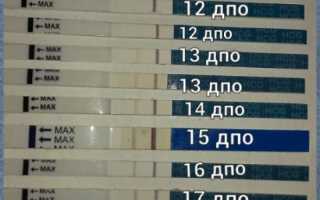 ← MAX 12 дпо
← MAX 12 дпо
← MAX 13 дпо
← MAX 13 дпо
← MAX 14 дпо
← MAX
← MAX 15 дпо
← MAX
← MAX 16 дпо
← MAX 17 дпо